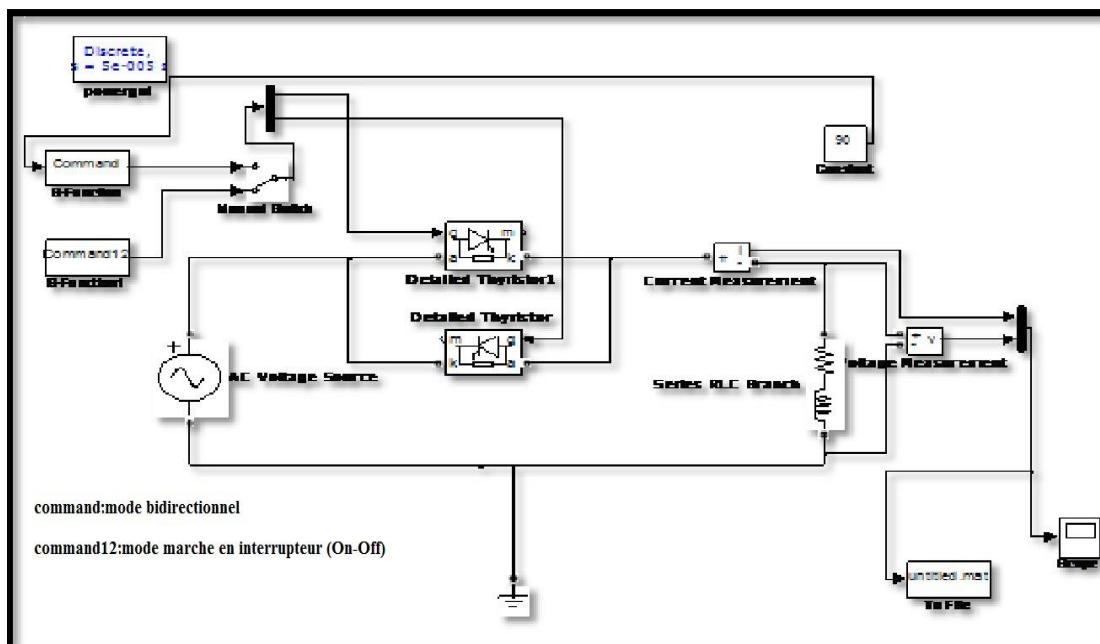 Discrete,
s = 5e-005 s
powergui
Command
S-Function
90
Constant
Manual Switch
Command12
S-Function1
g
m
a
k
Detailed Thyristor1
+
i
-
Current Measurement
Detailed Thyristor
m
g
k
a
+
AC Voltage Source
Series RLC Branch
+
-
v
Voltage Measurement
command:mode bidirectionnel
command12:mode marche en interrupteur (On-Off)
Scope
untitled.mat
To File